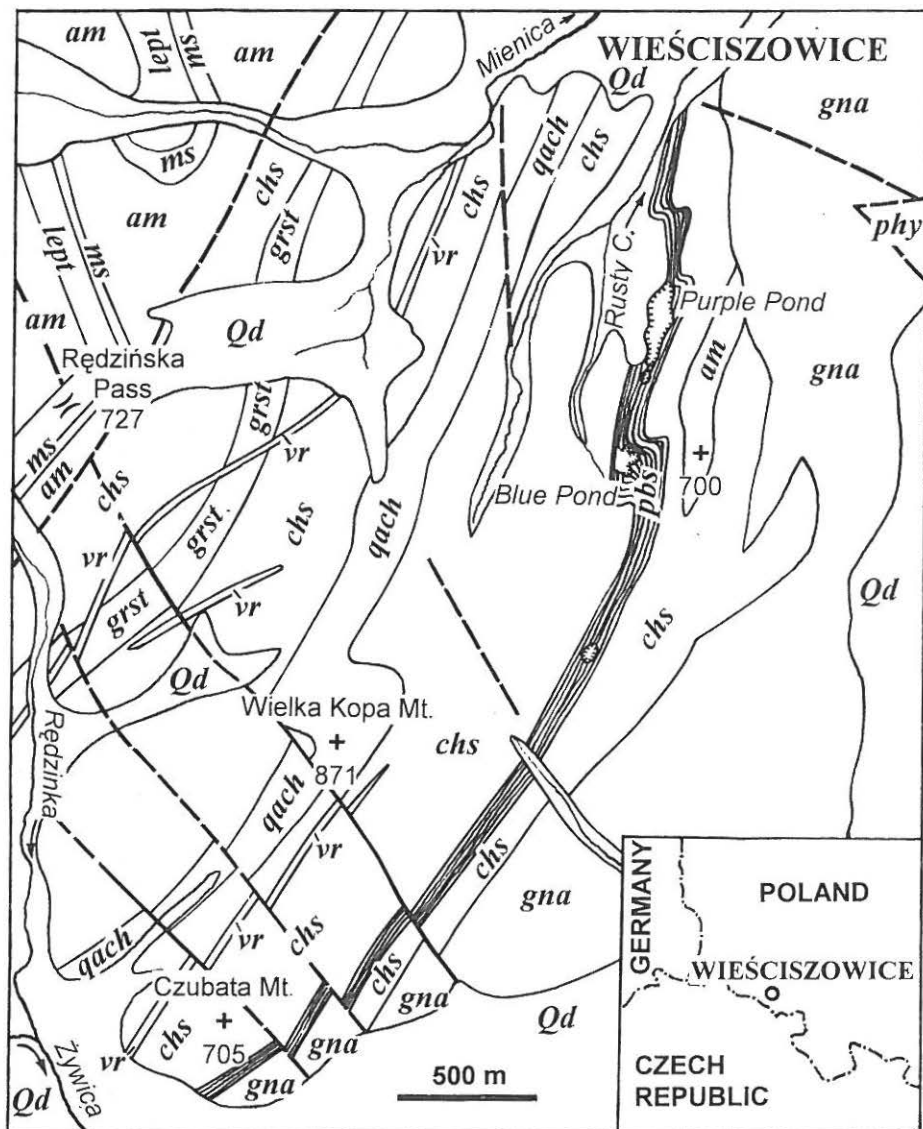 am
lept
ms
am
Mienica
WIEŚCISZOWICE
Qd
gna
ms
chs
qach
chs
chs
am
grst
vr
phy
lept
ms
Rusty C.
Purple Pond
am
Qd
am
gna
Rędzińska
Pass
727
grst
vr
ms
am
chs
chs
qach
Blue Pond
pbs
+
700
grst
vr
vr
grst
Qd
chs
Qd
Wielka Kopa Mt.
+
871
chs
Rędzinka
qach
vr
chs
gna
qach
vr
chs
chs
gna
Czubata Mt.
+
705
chs
vr
gna
gna
Qd
Żywica
Qd
500 m
GERMANY
POLAND
WIEŚCISZOWICE
CZECH
REPUBLIC